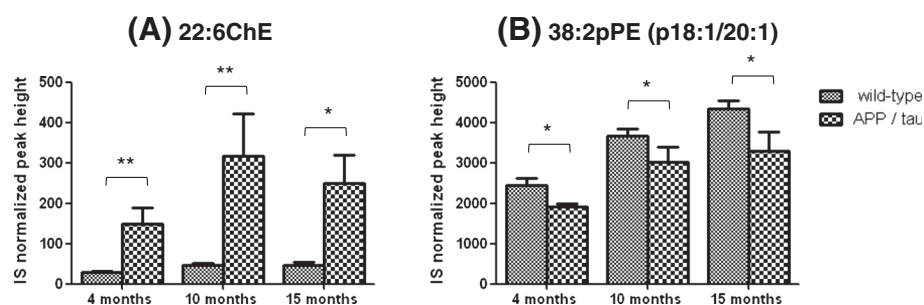 (A) 22:6ChE
(B) 38:2pPE (p18:1/20:1)
IS normalized peak height
500
400
300
200
100
0
**
**
*
4 months
10 months
15 months
IS normalized peak height
5000
4000
3000
2000
1000
0
*
*
*
4 months
10 months
15 months
wild-type
APP / tau